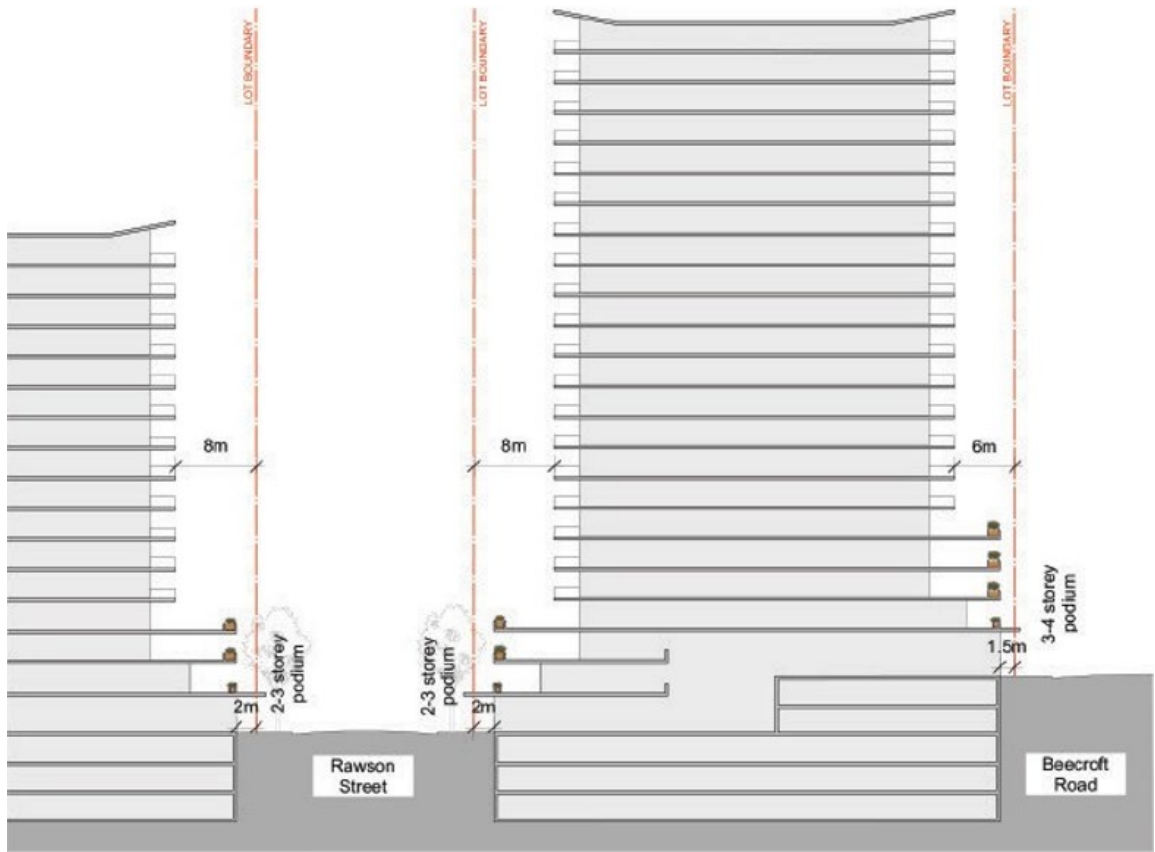 LOT BOUNDARY
LOT BOUNDARY
LOT BOUNDARY
8m
8m
6m
2-3 storey
podium
2m
2-3 storey
podium
2m
3-4 storey
podium
1.5m
Rawson
Street
Beecroft
Road